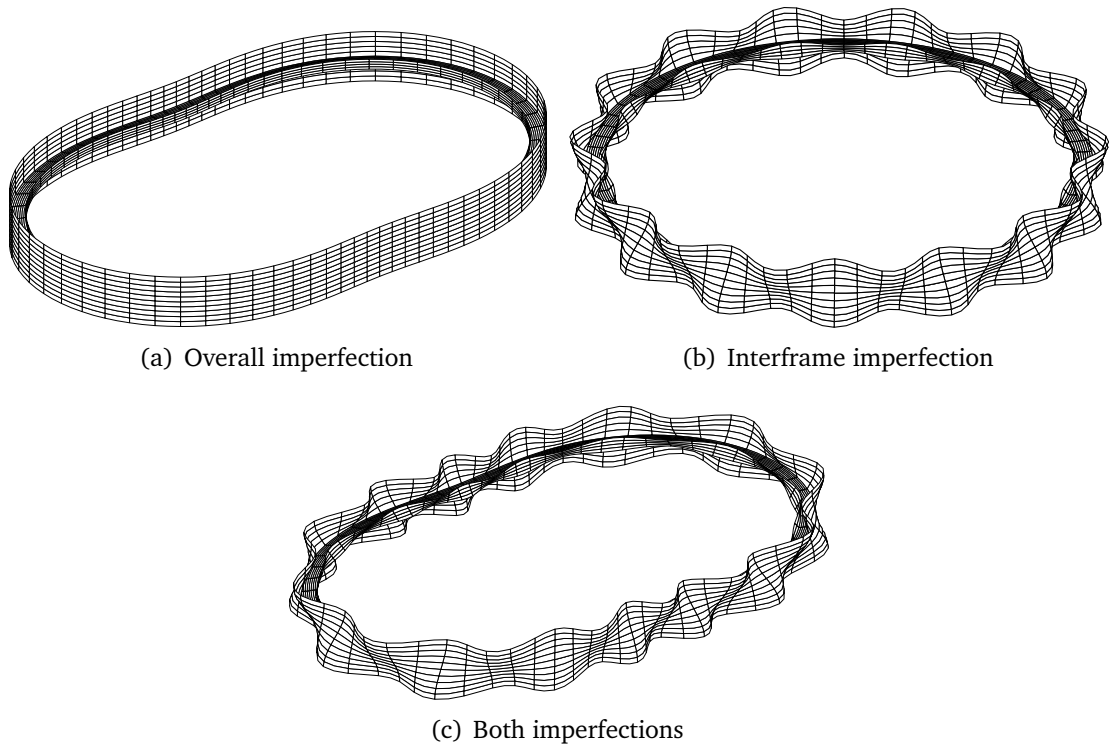 (a) Overall imperfection
(b) Interframe imperfection
(c) Both imperfections